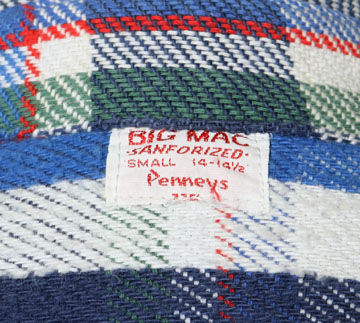 BIG MAC
·SANFORIZED·
SMALL 14-14½
Penneys